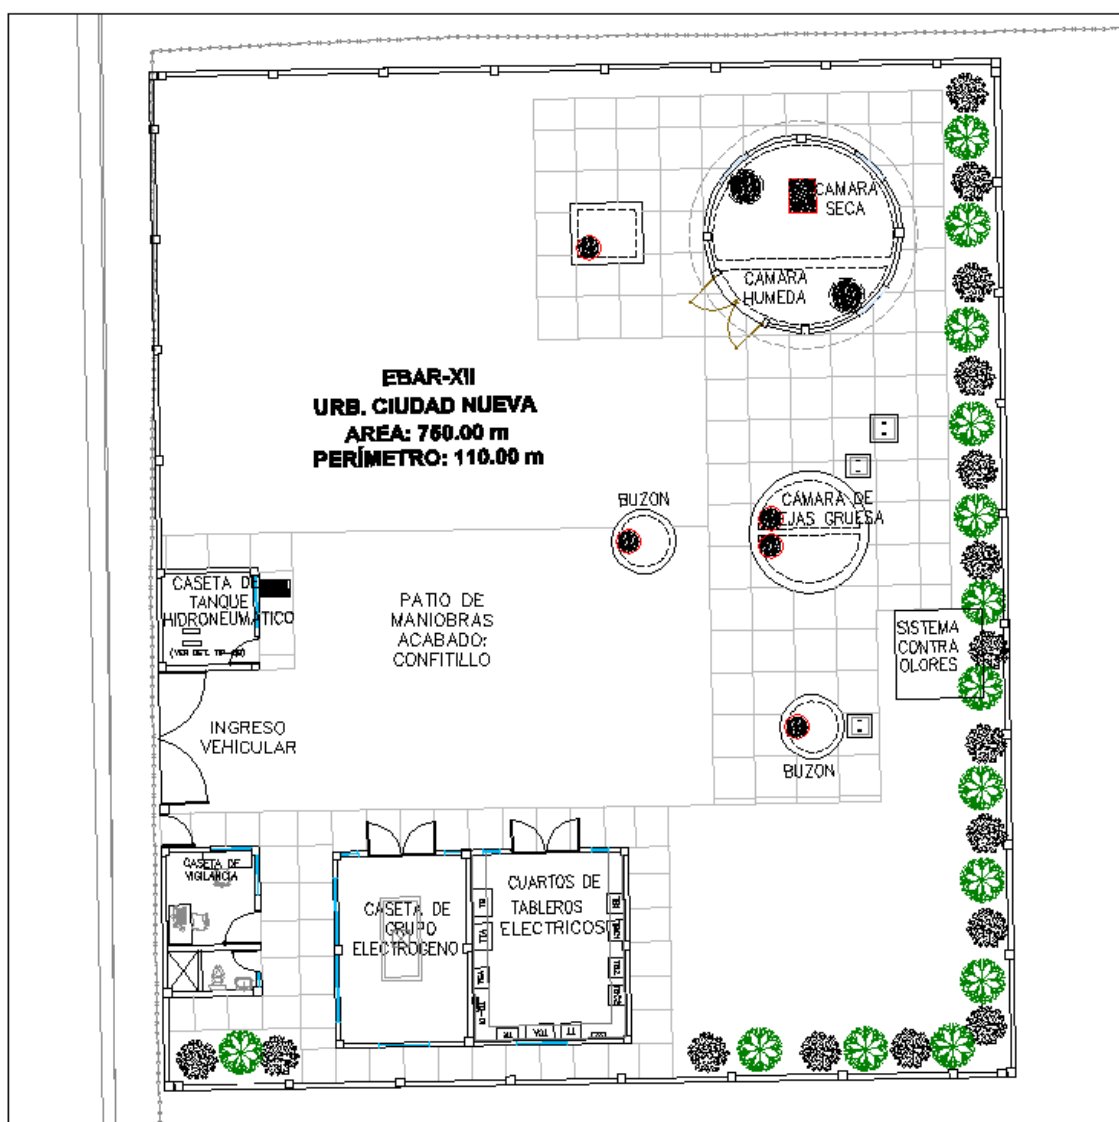 CAMARA
SECA
CAMARA
HUMEDA
EBAR-XII
URB. CIUDAD NUEVA
AREA: 750.00 m
PERÍMETRO: 110.00 m
BUZON
CAMARA DE
EJAS GRUESA
CASETA DE
TANQUE
HIDRONEUMATICO
PATIO DE
MANIOBRAS
ACABADO:
CONFITILLO
SISTEMA
CONTRA
OLORES
INGRESO
VEHICULAR
BUZON
CASETA DE
VIGILANCIA
CASETA DE
GRUPO
ELECTROGENO
CUARTOS DE
TABLEROS
ELECTRICOS